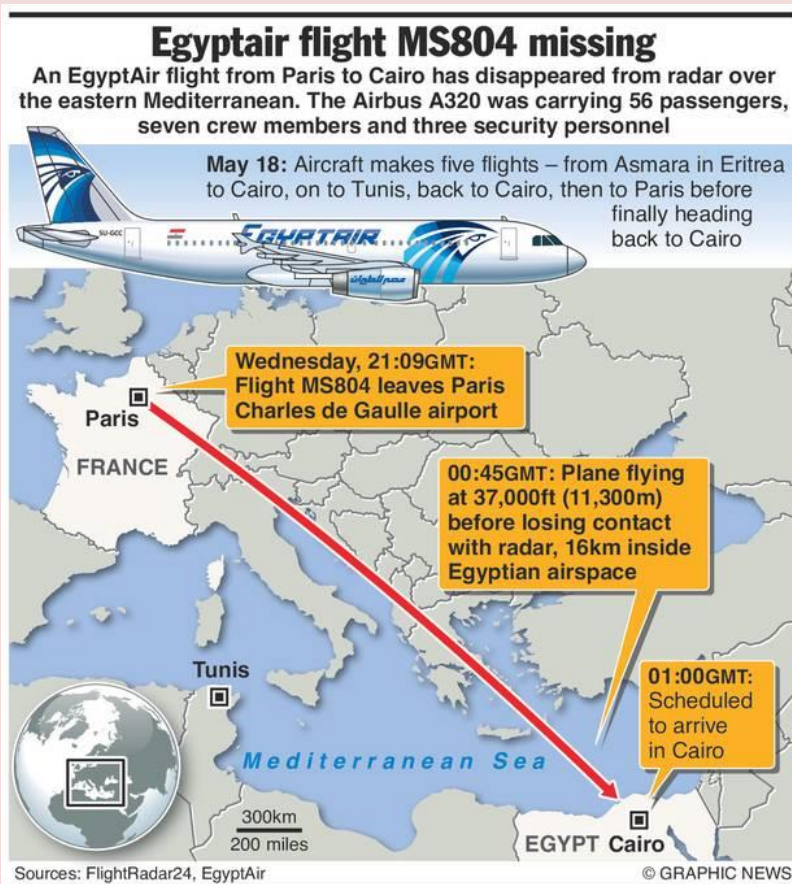 Egyptair flight MS804 missing
An EgyptAir flight from Paris to Cairo has disappeared from radar over
the eastern Mediterranean. The Airbus A320 was carrying 56 passengers,
seven crew members and three security personnel
May 18: Aircraft makes five flights – from Asmara in Eritrea
to Cairo, on to Tunis, back to Cairo, then to Paris before
finally heading
back to Cairo
SU-GCC
EGYPTAIR
مصر للطيران
Wednesday, 21:09GMT:
Flight MS804 leaves Paris
Charles de Gaulle airport
Paris
FRANCE
00:45GMT: Plane flying
at 37,000ft (11,300m)
before losing contact
with radar, 16km inside
Egyptian airspace
Tunis
01:00GMT:
Scheduled
to arrive
in Cairo
Mediterranean Sea
300km
200 miles
EGYPT Cairo
Sources: FlightRadar24, EgyptAir
© GRAPHIC NEWS